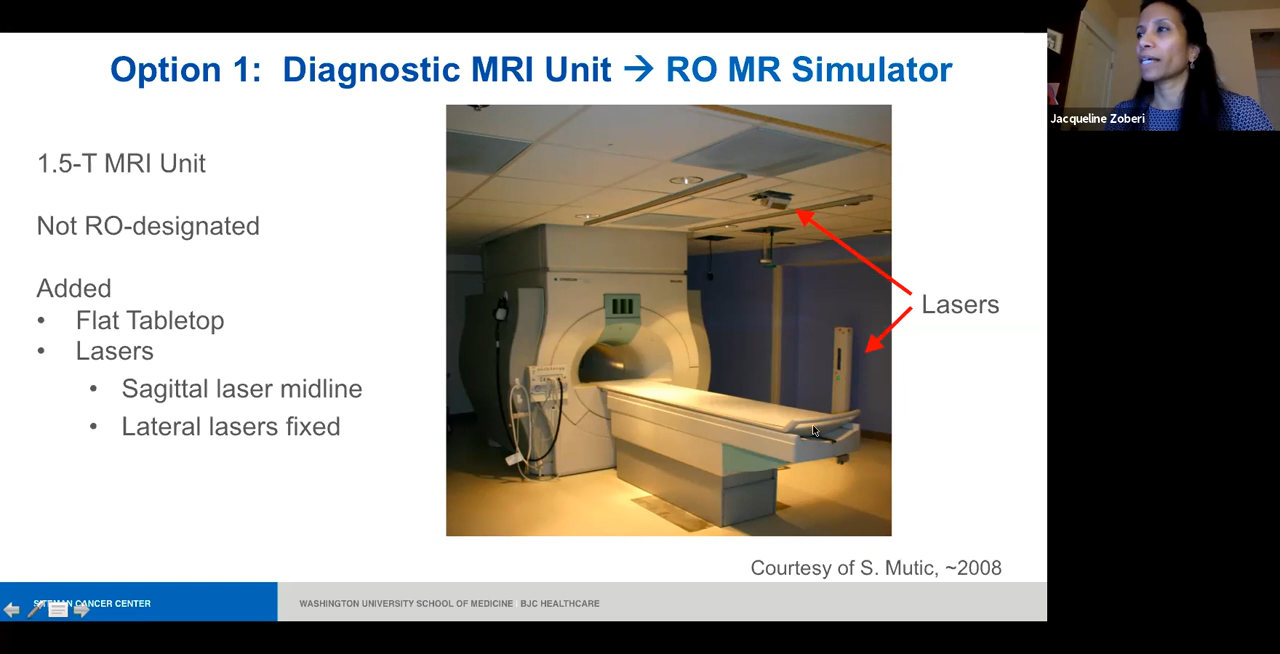 Option 1: Diagnostic MRI Unit → RO MR Simulator
Jacqueline Zoberi
1.5-T MRI Unit
Not RO-designated
Added
• Flat Tabletop
• Lasers
• Sagittal laser midline
• Lateral lasers fixed
Lasers
Courtesy of S. Mutic, ~2008
CANCER CENTER
WASHINGTON UNIVERSITY SCHOOL OF MEDICINE | BJC HEALTHCARE